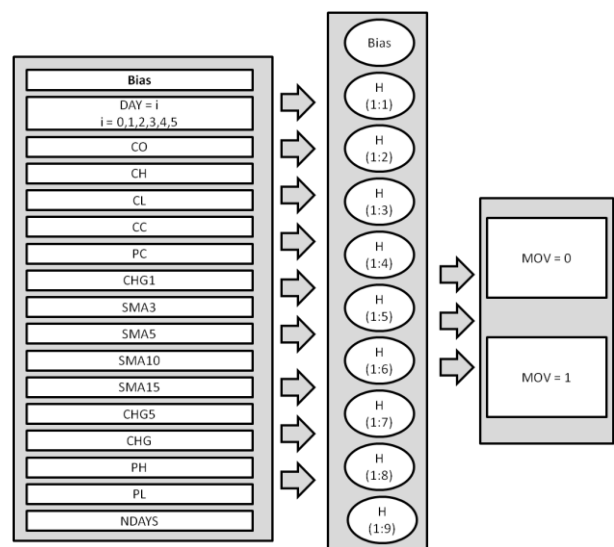 Bias
DAY = i
i = 0,1,2,3,4,5
CO
CH
CL
CC
PC
CHG1
SMA3
SMA5
SMA10
SMA15
CHG5
CHG
PH
PL
NDAYS
Bias
H
(1:1)
H
(1:2)
H
(1:3)
H
(1:4)
H
(1:5)
H
(1:6)
H
(1:7)
H
(1:8)
H
(1:9)
MOV = 0
MOV = 1